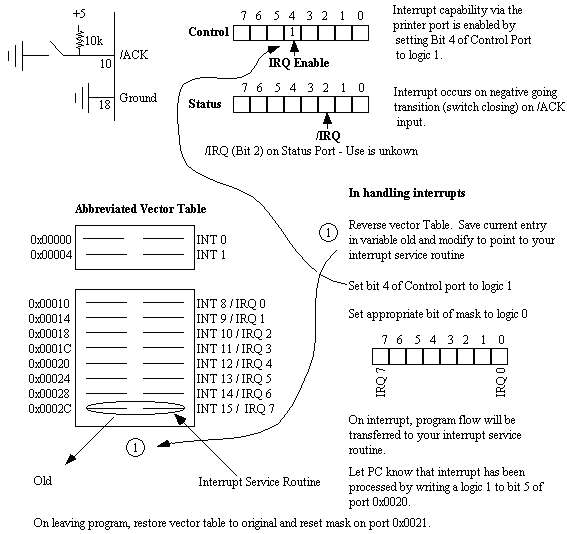 +5
10k
10
/ACK
Ground
18
7 6 5 4 3 2 1 0
Control
1
IRQ Enable
7 6 5 4 3 2 1 0
Status
/IRQ
/IRQ (Bit 2) on Status Port - Use is unkown
Interrupt capability via the
printer port is enabled by
setting Bit 4 of Control Port
to logic 1.
Interrupt occurs on negative going
transition (switch closing) on /ACK
input.
Abbreviated Vector Table
0x00000 INT 0
0x00004 INT 1
0x00010 INT 8 / IRQ 0
0x00014 INT 9 / IRQ 1
0x00018 INT 10 / IRQ 2
0x0001C INT 11 / IRQ 3
0x00020 INT 12 / IRQ 4
0x00024 INT 13 / IRQ 5
0x00028 INT 14 / IRQ 6
0x0002C INT 15 / IRQ 7
1
Old
Interrupt Service Routine
In handling interrupts
1
Reverse vector Table. Save current entry
in variable old and modify to point to your
interrupt service routine
Set bit 4 of Control port to logic 1
Set appropriate bit of mask to logic 0
7 6 5 4 3 2 1 0
IRQ 7
IRQ 0
On interrupt, program flow will be
transferred to your interrupt service
routine.
Let PC know that interrupt has been
processed by writing a logic 1 to bit 5 of
port 0x0020.
On leaving program, restore vector table to original and reset mask on port 0x0021.